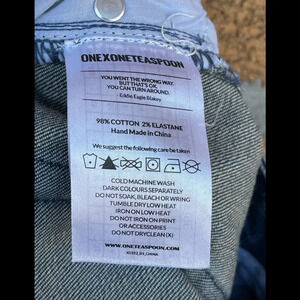 ONEXONETEASPOON
YOU WENT THE WRONG WAY.
BUT THATS OK.
YOU CAN TURN AROUND.
- Eddie Eagle Blakey
98% COTTON 2% ELASTANE
Hand Made in China
We suggest the following care be taken
COLD MACHINE WASH
DARK COLOURS SEPARATELY
DO NOT SOAK, BLEACH OR WRING
TUMBLE DRY LOW HEAT
IRON ON LOW HEAT
DO NOT IRON ON PRINT
OR ACCESSORIES
DO NOT DRYCLEAN (X)
WWW.ONETEASPOON.COM